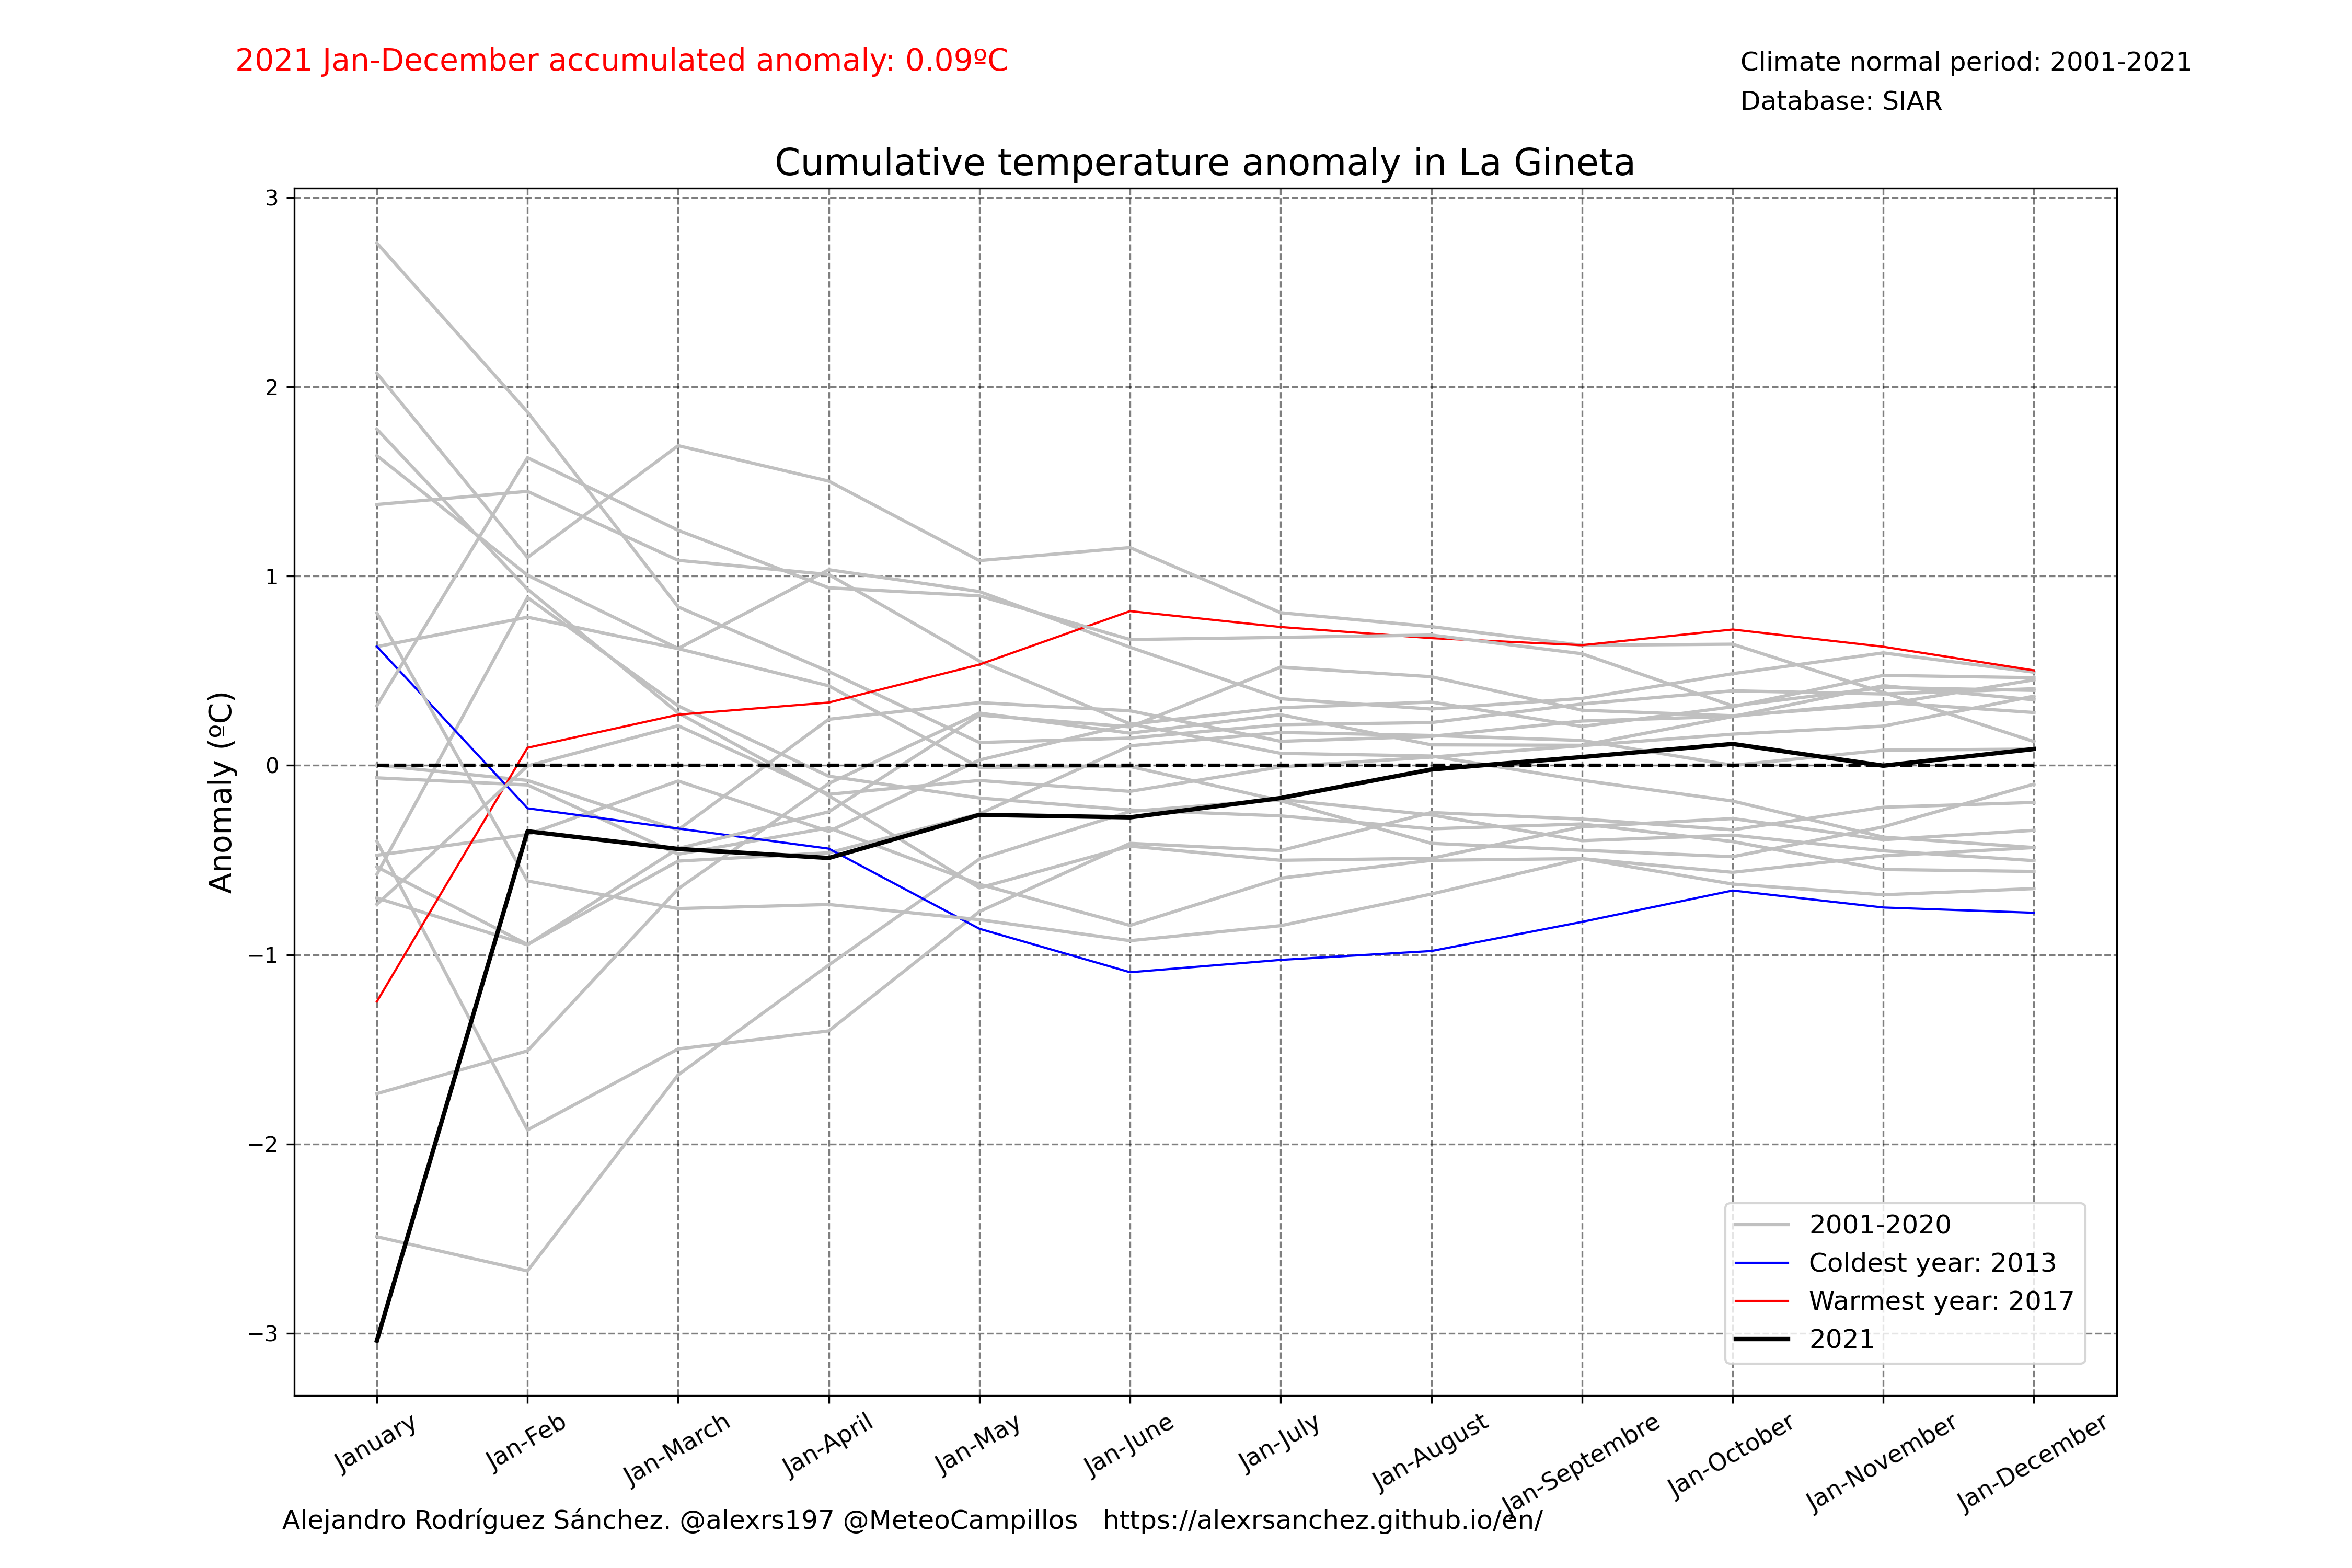 2021 Jan-December accumulated anomaly: 0.09ºC
Climate normal period: 2001-2021
Database: SIAR
Cumulative temperature anomaly in La Gineta
Anomaly (ºC)
3
2
1
0
−1
−2
−3
2001-2020
Coldest year: 2013
Warmest year: 2017
2021
January
Jan-Feb
Jan-March
Jan-April
Jan-May
Jan-June
Jan-July
Jan-August
Jan-Septembre
Jan-October
Jan-November
Jan-December
Alejandro Rodríguez Sánchez. @alexrs197 @MeteoCampillos https://alexrsanchez.github.io/en/